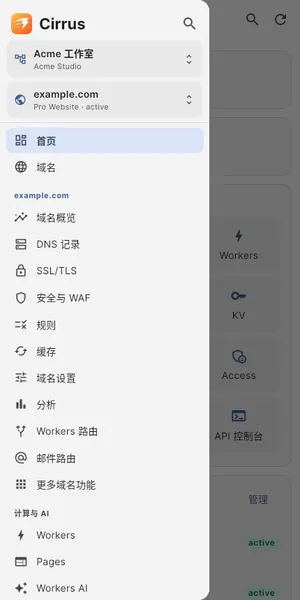 Cirrus
Acme 工作室
Acme Studio
example.com
Pro Website · active
首页
域名
example.com
域名概览
DNS 记录
SSL/TLS
安全与 WAF
规则
缓存
域名设置
分析
Workers 路由
邮件路由
更多域名功能
计算与 AI
Workers
Pages
Workers AI
Workers
KV
Access
API 控制台
管理
active
active